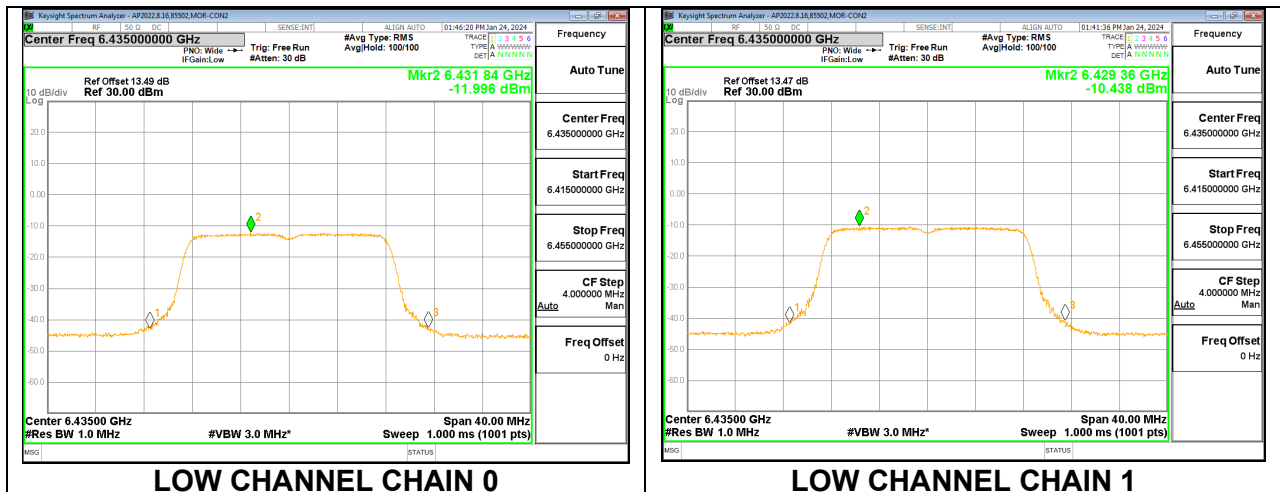 Keysight Spectrum Analyzer - AP2022.8.16,85502,MOR-CON2
RF 50 Ω DC SENSE:INT ALIGN AUTO 01:46:20 PM Jan 24, 2024
Center Freq 6.435000000 GHz
PNO: Wide
IFGain:Low
Trig: Free Run
#Atten: 30 dB
#Avg Type: RMS
Avg|Hold: 100/100
TRACE 1 2 3 4 5 6
TYPE A WWWWW
DET A N N N N N
Frequency
Mkr2 6.431 84 GHz
-11.996 dBm
Ref Offset 13.49 dB
Ref 30.00 dBm
10 dB/div
Log
20.0
10.0
0.00
-10.0
-20.0
-30.0
-40.0
-50.0
-60.0
1
2
3
Center 6.43500 GHz
Span 40.00 MHz
#Res BW 1.0 MHz
#VBW 3.0 MHz*
Sweep 1.000 ms (1001 pts)
MSG
STATUS
Auto Tune
Center Freq
6.435000000 GHz
Start Freq
6.415000000 GHz
Stop Freq
6.455000000 GHz
CF Step
4.000000 MHz
Auto Man
Freq Offset
0 Hz
LOW CHANNEL CHAIN 0
Keysight Spectrum Analyzer - AP2022.8.16,85502,MOR-CON2
RF 50 Ω DC SENSE:INT ALIGN AUTO 01:41:36 PM Jan 24, 2024
Center Freq 6.435000000 GHz
PNO: Wide
IFGain:Low
Trig: Free Run
#Atten: 30 dB
#Avg Type: RMS
Avg|Hold: 100/100
TRACE 1 2 3 4 5 6
TYPE A WWWWW
DET A N N N N N
Frequency
Mkr2 6.429 36 GHz
-10.438 dBm
Ref Offset 13.47 dB
Ref 30.00 dBm
10 dB/div
Log
20.0
10.0
0.00
-10.0
-20.0
-30.0
-40.0
-50.0
-60.0
1
2
3
Center 6.43500 GHz
Span 40.00 MHz
#Res BW 1.0 MHz
#VBW 3.0 MHz*
Sweep 1.000 ms (1001 pts)
MSG
STATUS
Auto Tune
Center Freq
6.435000000 GHz
Start Freq
6.415000000 GHz
Stop Freq
6.455000000 GHz
CF Step
4.000000 MHz
Auto Man
Freq Offset
0 Hz
LOW CHANNEL CHAIN 1